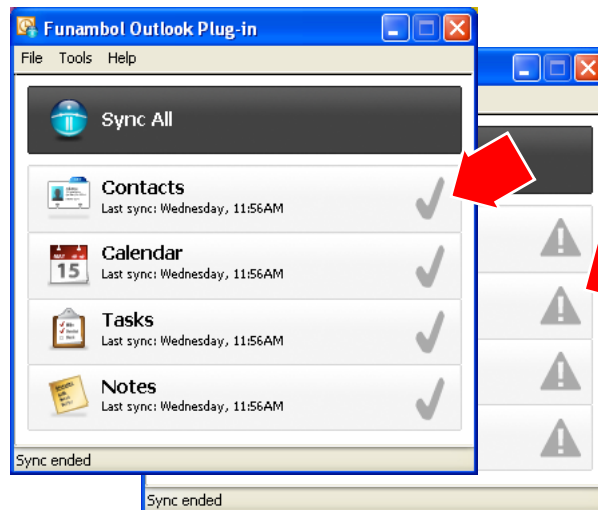 Funambol Outlook Plug-in
File Tools Help
Sync All
Contacts
Last sync: Wednesday, 11:56AM
Calendar
Last sync: Wednesday, 11:56AM
15
Tasks
Last sync: Wednesday, 11:56AM
Notes
Last sync: Wednesday, 11:56AM
Sync ended
Sync ended